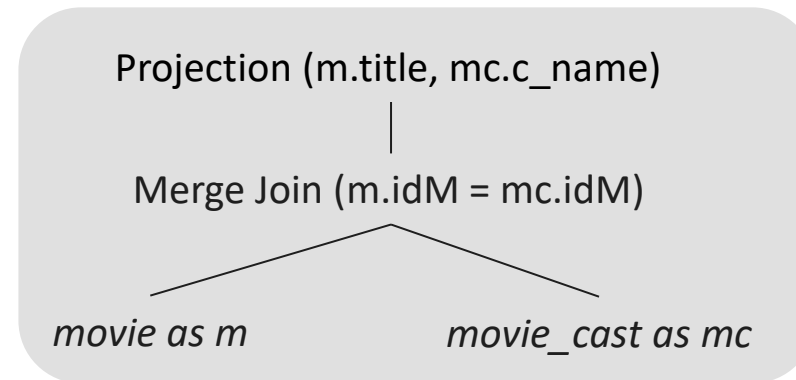 Projection (m.title, mc.c_name)
Merge Join (m.idM = mc.idM)
movie as m movie_cast as mc